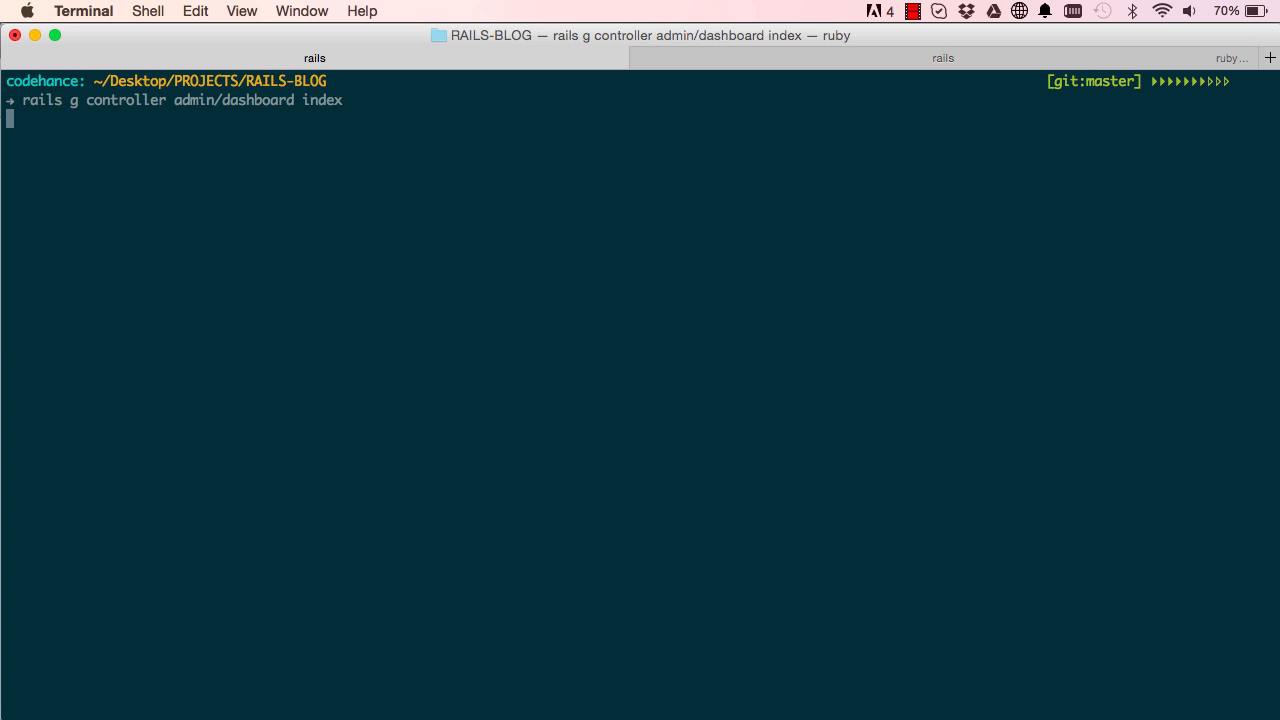 Terminal Shell Edit View Window Help 4 70%
RAILS-BLOG — rails g controller admin/dashboard index — ruby
rails rails ruby…
codehance: ~/Desktop/PROJECTS/RAILS-BLOG [git:master]
→ rails g controller admin/dashboard index